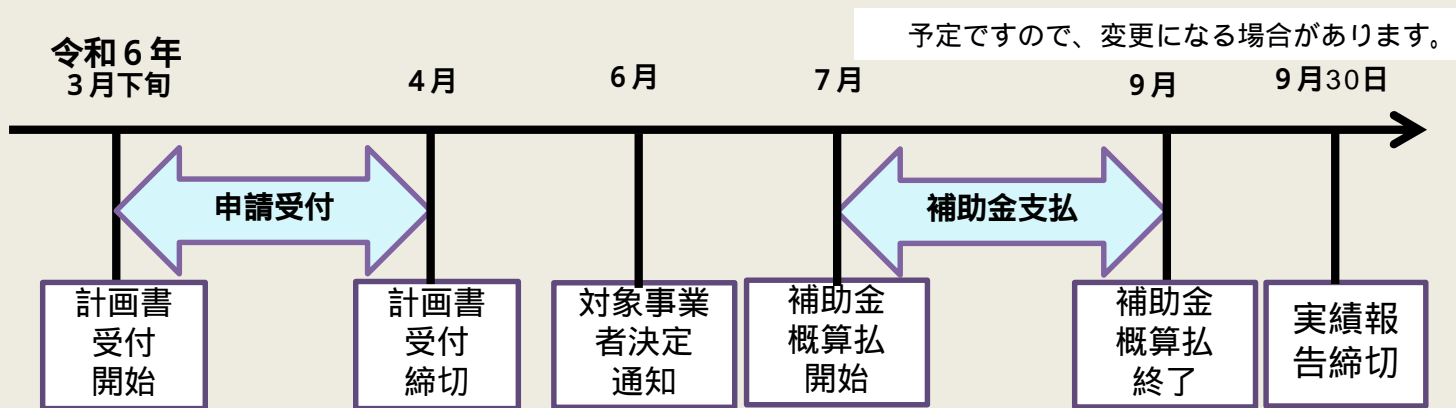 予定ですので、変更になる場合があります。
令和６年
３月下旬
４月
６月
７月
９月
９月30日
申請受付
補助金支払
計画書
受付
開始
計画書
受付
締切
対象事業
者決定
通知
補助金
概算払
開始
補助金
概算払
終了
実績報
告締切